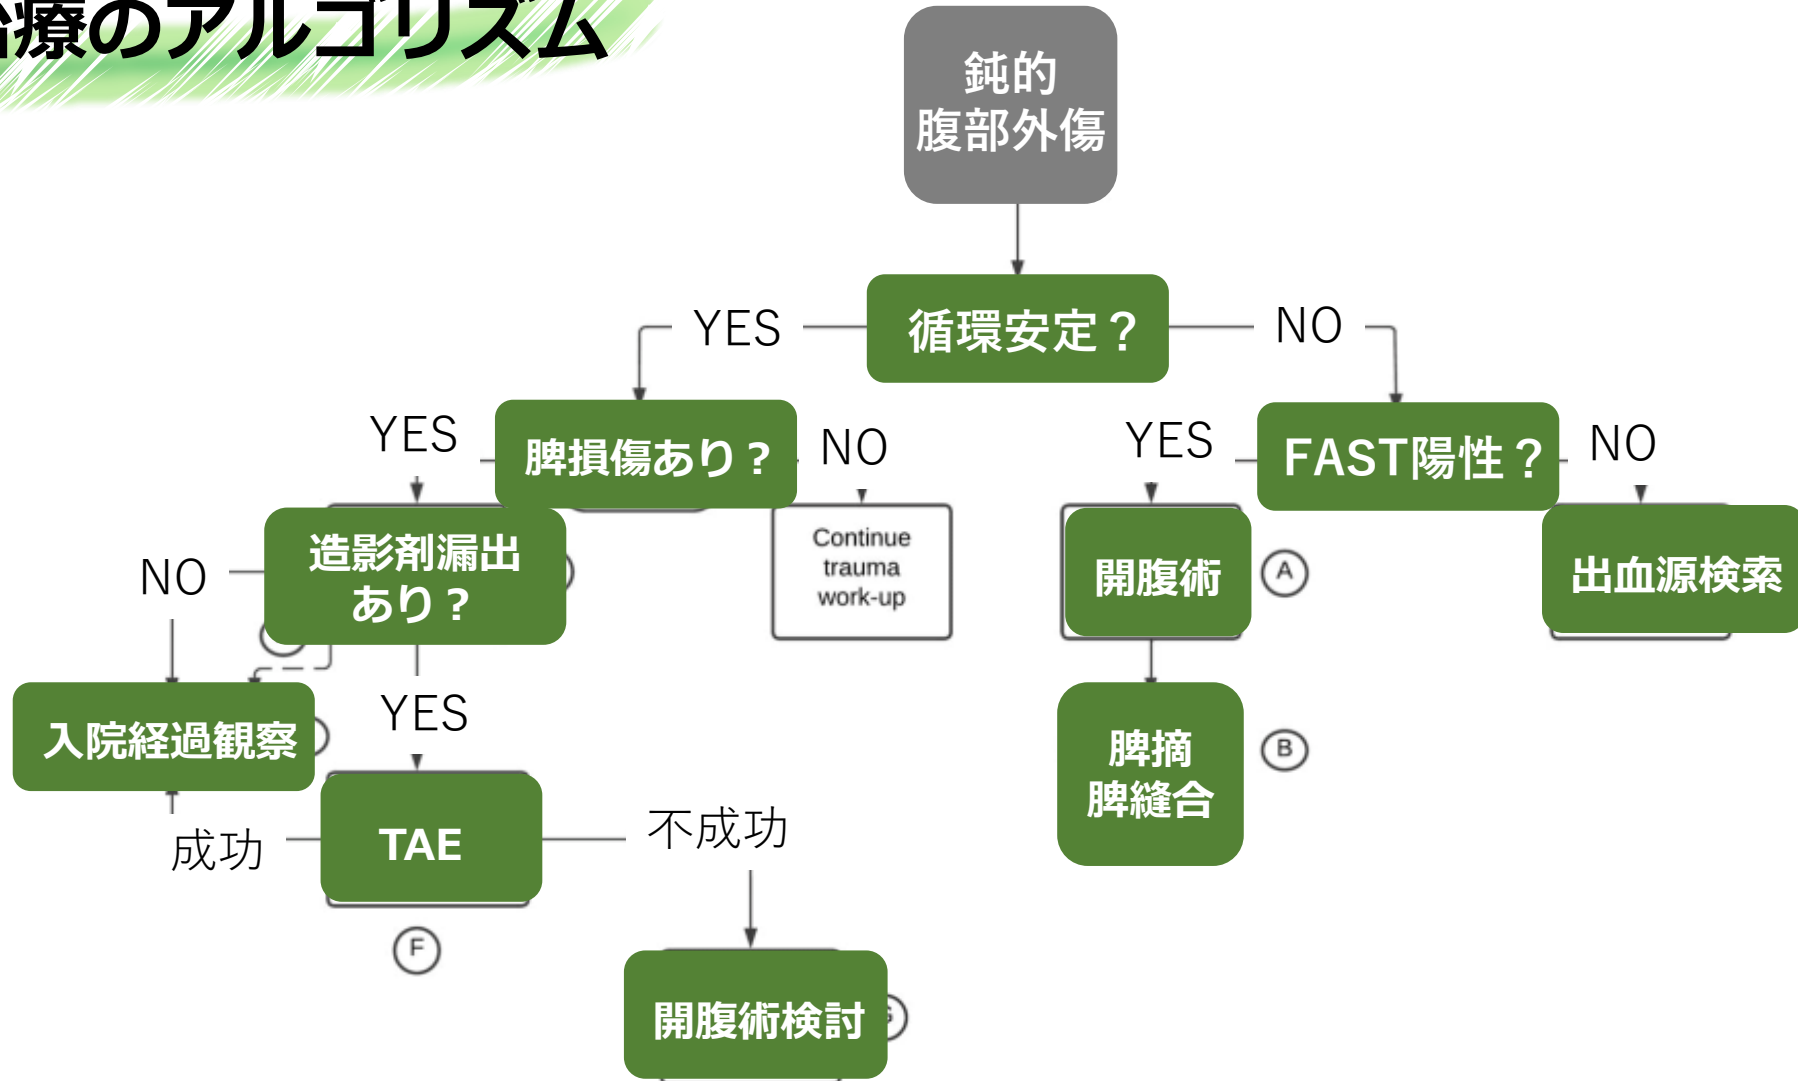 療のアルゴリズム
鈍的
腹部外傷
循環安定？
YES
NO
脾損傷あり？
YES
NO
FAST陽性？
YES
NO
造影剤漏出
あり？
NO
YES
Continue
trauma
work-up
開腹術
A
出血源検索
入院経過観察
脾摘
脾縫合
B
TAE
成功
不成功
F
開腹術検討